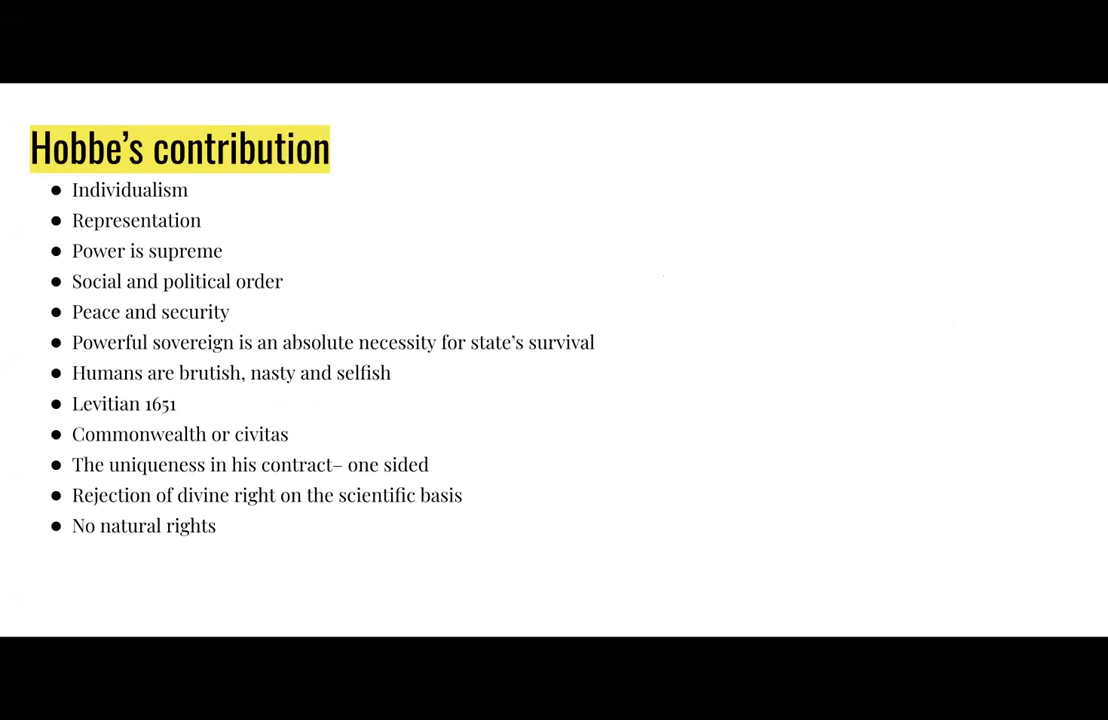 Hobbe’s contribution
● Individualism
● Representation
● Power is supreme
● Social and political order
● Peace and security
● Powerful sovereign is an absolute necessity for state’s survival
● Humans are brutish, nasty and selfish
● Levitian 1651
● Commonwealth or civitas
● The uniqueness in his contract– one sided
● Rejection of divine right on the scientific basis
● No natural rights